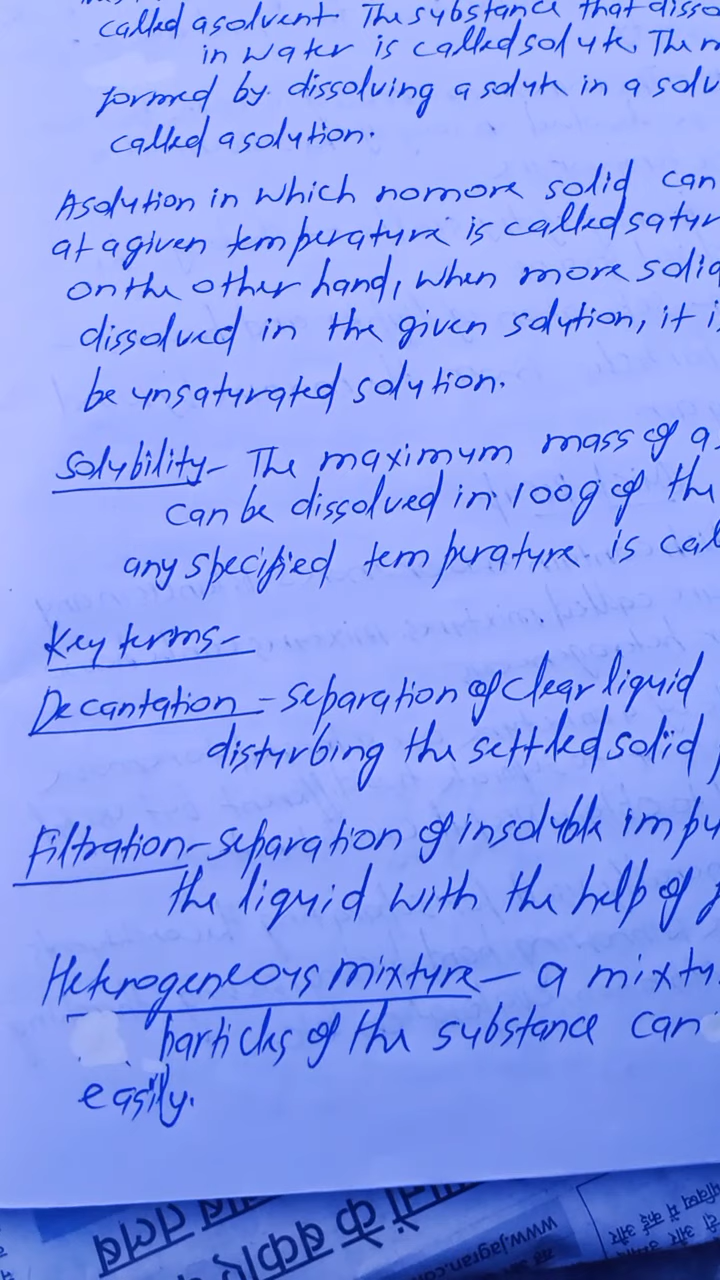 called a solvent. The substance that disso
in water is called solute. The m
formed by dissolving a solute in a solv
called a solution.
A solution in which no more solid can
at a given temperature is called satur
on the other hand, when more solid
dissolved in the given solution, it is
be unsaturated solution.
Solubility- The maximum mass of a s
can be dissolved in 100g of the
any specified temperature is cal
Key terms-
Decantation - separation of clear liquid
disturbing the settled solid
Filtration- separation of insoluble impu
the liquid with the help of
Heterogeneous mixture - a mixtu
particles of the substance can
easily.
www.jagran.com